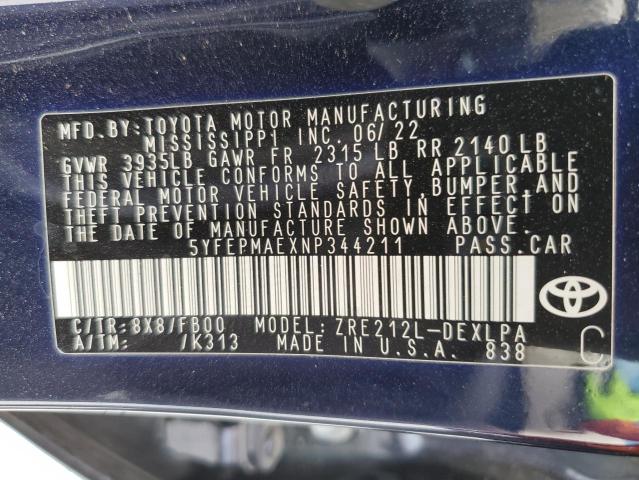 MFD. BY: TOYOTA MOTOR MANUFACTURING
MISSISSIPPI INC. 06/22
GVWR 3935LB GAWR FR 2315 LB RR 2140 LB
THIS VEHICLE CONFORMS TO ALL APPLICABLE
FEDERAL MOTOR VEHICLE SAFETY, BUMPER, AND
THEFT PREVENTION STANDARDS IN EFFECT ON
THE DATE OF MANUFACTURE SHOWN ABOVE.
5YFEPMAEXNP344211 PASS. CAR
C/TR: 8X8/FB00 MODEL: ZRE212L-DEXLPA
A/TM: /K313 MADE IN U.S.A. 838
C